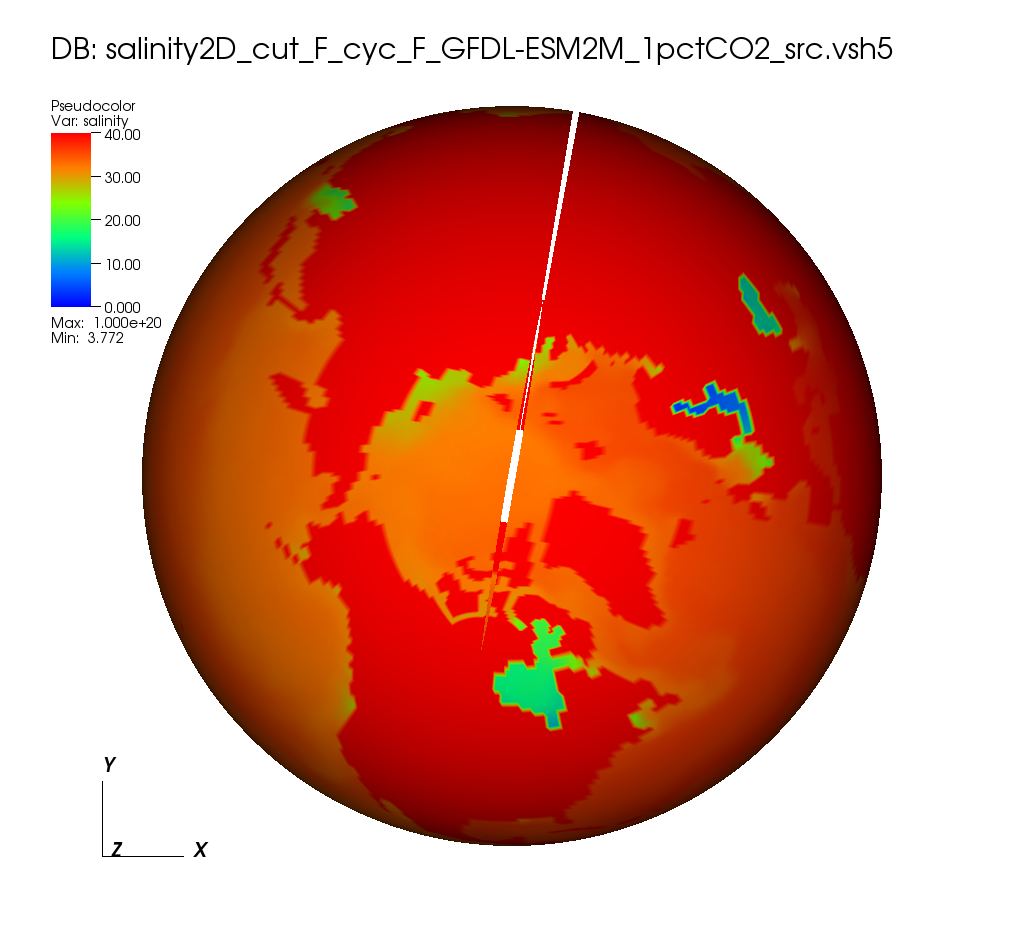 DB: salinity2D_cut_F_cyc_F_GFDL-ESM2M_1pctCO2_src.vsh5
Pseudocolor
Var: salinity
40.00
30.00
20.00
10.00
0.000
Max: 1.000e+20
Min: 3.772
Y
Z
X